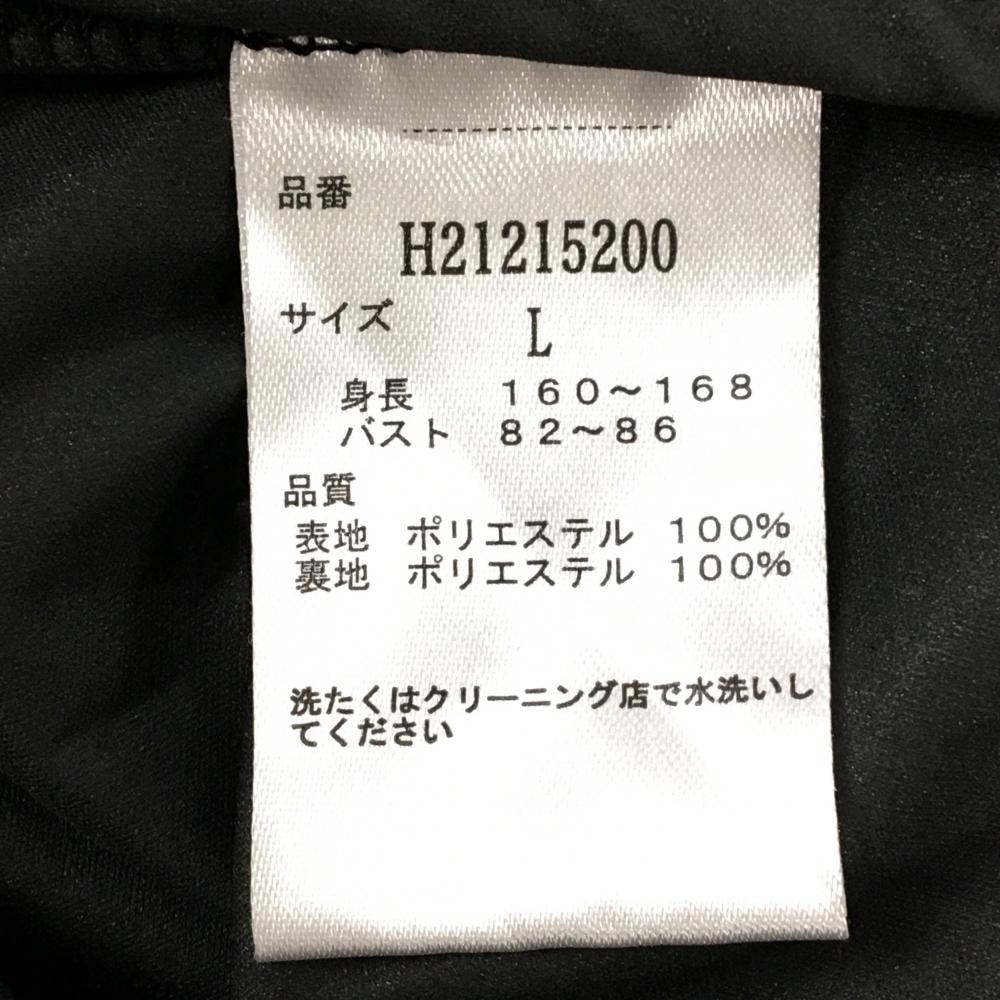 品番
H21215200
サイズ L
身長 160〜168
バスト 82〜86
品質
表地 ポリエステル 100%
裏地 ポリエステル 100%
洗たくはクリーニング店で水洗いし
てください